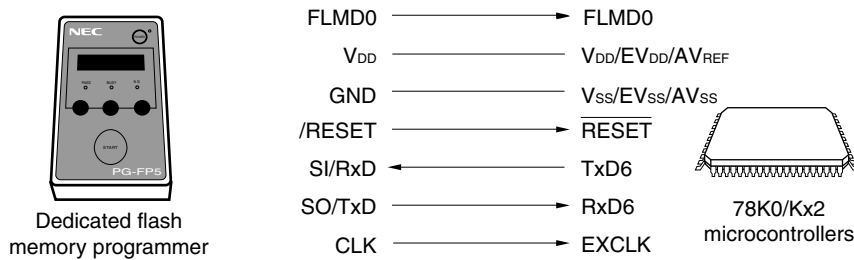 NEC
POWER
PASS BUSY N G
START
PG-FP5
Dedicated flash
memory programmer
FLMD0 FLMD0
VDD VDD/EVDD/AVREF
GND VSS/EVSS/AVSS
/RESET RESET
SI/RxD TxD6
SO/TxD RxD6
CLK EXCLK
78K0/Kx2
microcontrollers